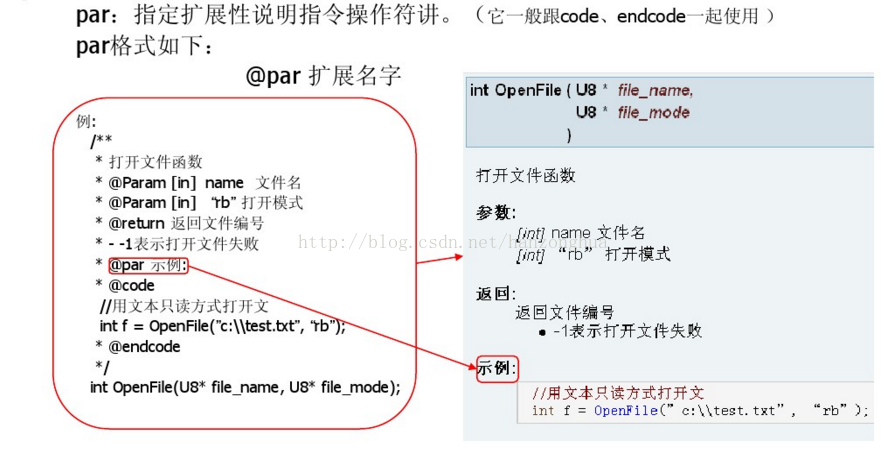 par：指定扩展性说明指令操作符讲。（它一般跟code、endcode一起使用 ）
par格式如下：
@par 扩展名字
例:
/**
* 打开文件函数
* @Param [in] name 文件名
* @Param [in] “rb”打开模式
* @return 返回文件编号
* - -1表示打开文件失败
* @par 示例:
* @code
//用文本只读方式打开文
int f = OpenFile("c:\\test.txt", “rb”);
* @endcode
*/
int OpenFile(U8* file_name, U8* file_mode);
int OpenFile ( U8 * file_name,
U8 * file_mode
)
打开文件函数
参数:
[int] name 文件名
[int] “rb” 打开模式
返回:
返回文件编号
● -1表示打开文件失败
示例:
//用文本只读方式打开文
int f = OpenFile(” c:\\test.txt” , “rb” );
http://blog.csdn.net/hanzonghua